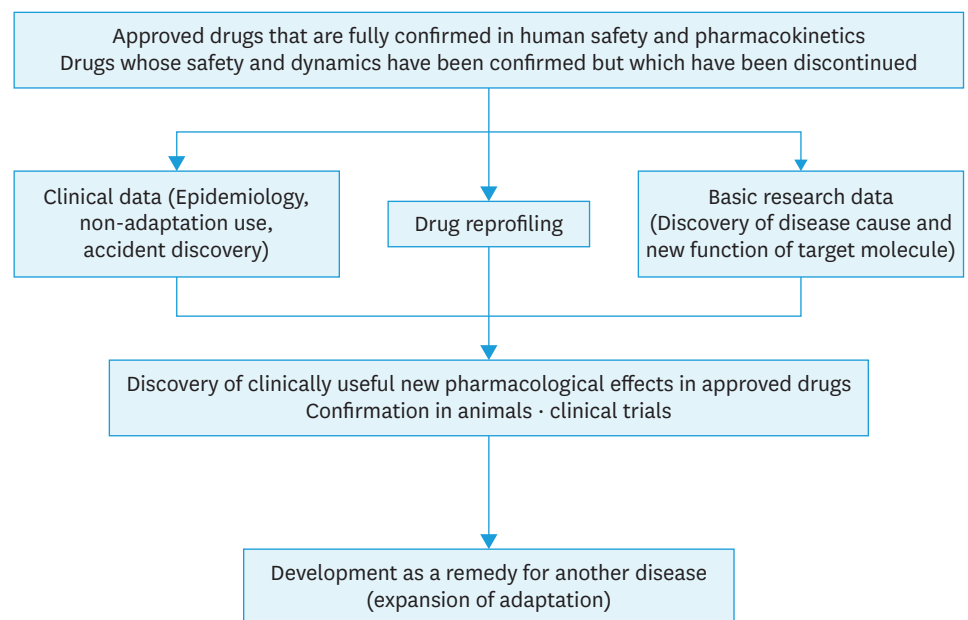 Approved drugs that are fully confirmed in human safety and pharmacokinetics
Drugs whose safety and dynamics have been confirmed but which have been discontinued
Clinical data (Epidemiology,
non-adaptation use,
accident discovery)
Drug reprofiling
Basic research data
(Discovery of disease cause and
new function of target molecule)
Discovery of clinically useful new pharmacological effects in approved drugs
Confirmation in animals · clinical trials
Development as a remedy for another disease
(expansion of adaptation)